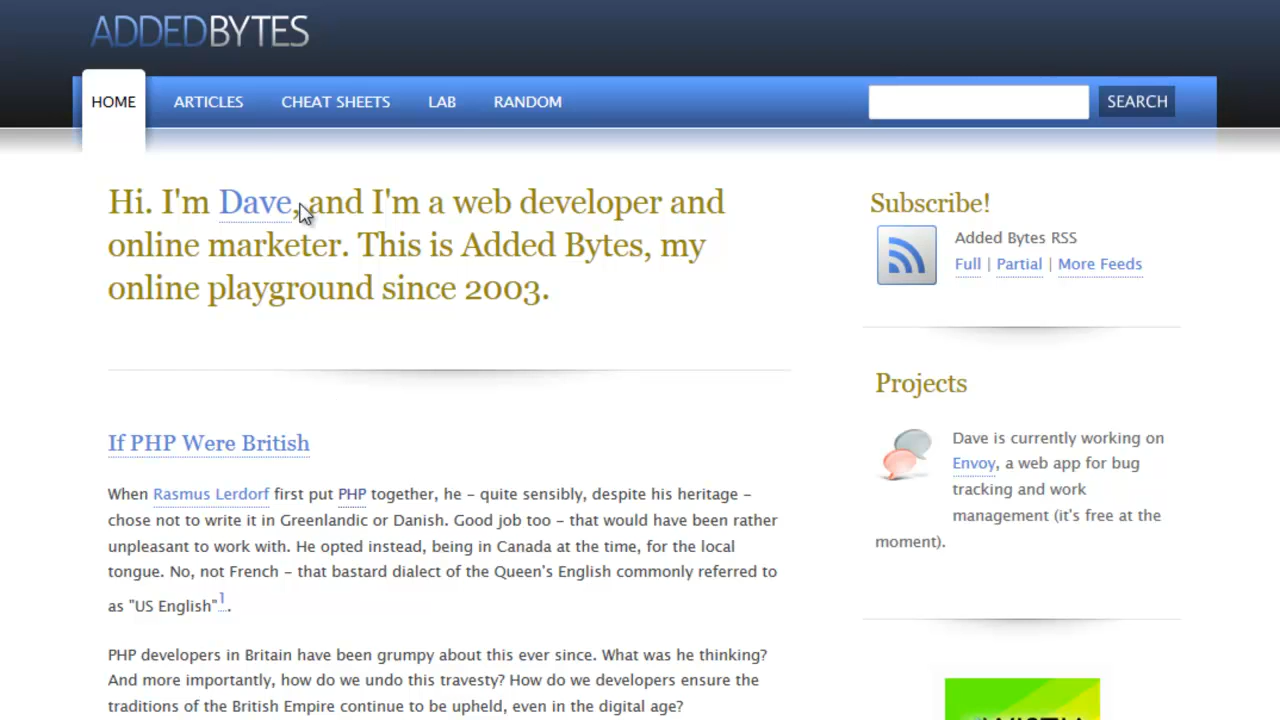 ADDEDBYTES
HOME ARTICLES CHEAT SHEETS LAB RANDOM SEARCH
Hi. I'm Dave, and I'm a web developer and
online marketer. This is Added Bytes, my
online playground since 2003.
If PHP Were British
When Rasmus Lerdorf first put PHP together, he – quite sensibly, despite his heritage –
chose not to write it in Greenlandic or Danish. Good job too – that would have been rather
unpleasant to work with. He opted instead, being in Canada at the time, for the local
tongue. No, not French – that bastard dialect of the Queen's English commonly referred to
as "US English"1.
PHP developers in Britain have been grumpy about this ever since. What was he thinking?
And more importantly, how do we undo this travesty? How do we developers ensure the
traditions of the British Empire continue to be upheld, even in the digital age?
Subscribe!
Added Bytes RSS
Full | Partial | More Feeds
Projects
Dave is currently working on
Envoy, a web app for bug
tracking and work
management (it's free at the
moment).